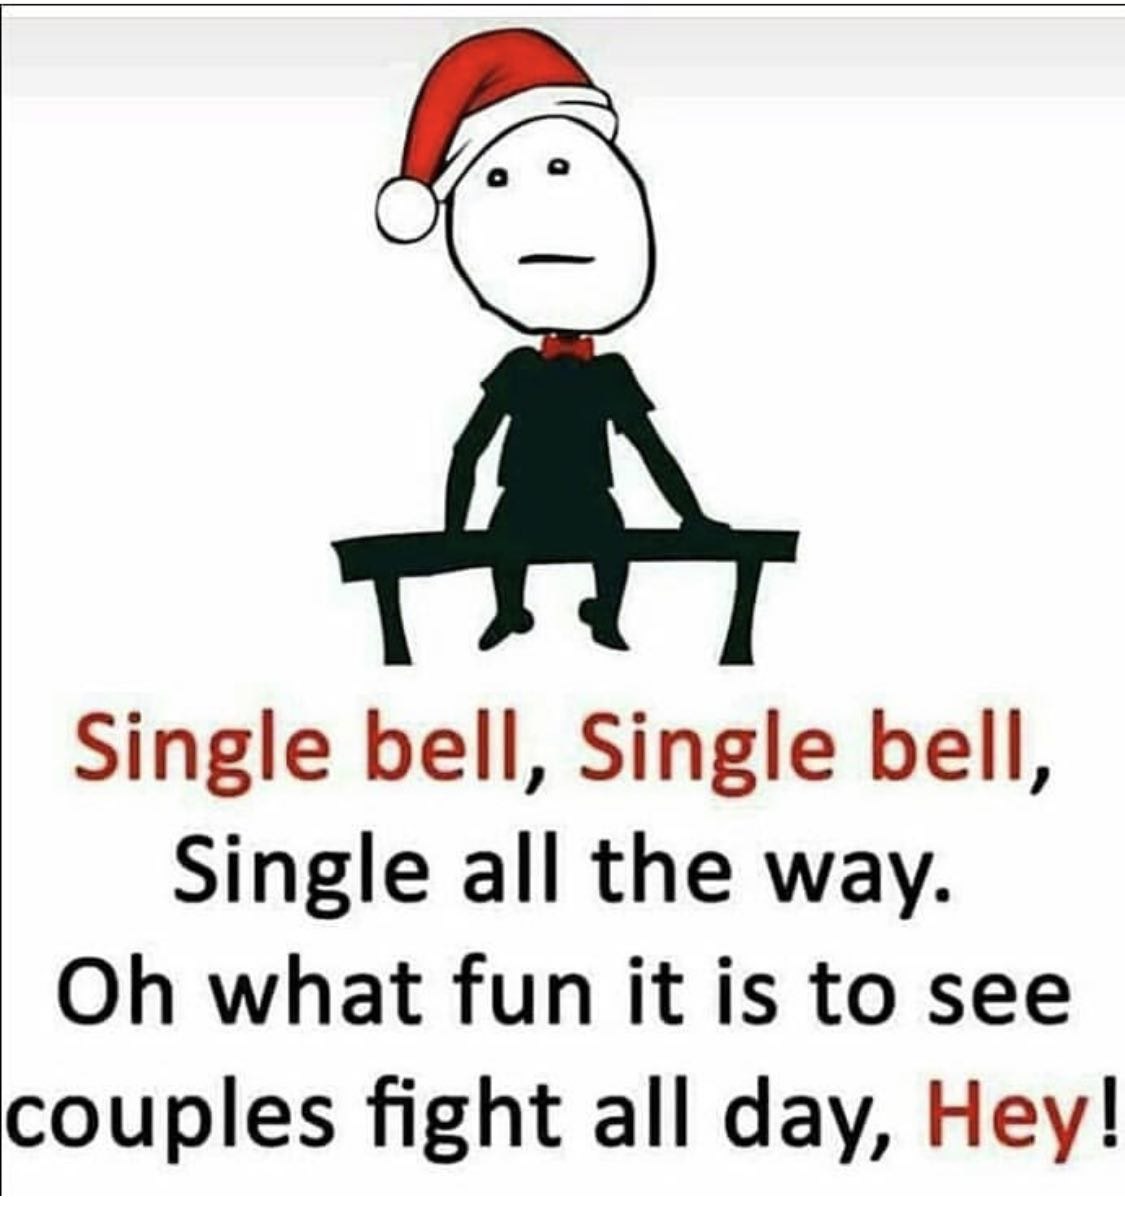 Single bell, Single bell,
Single all the way.
Oh what fun it is to see
couples fight all day, Hey!